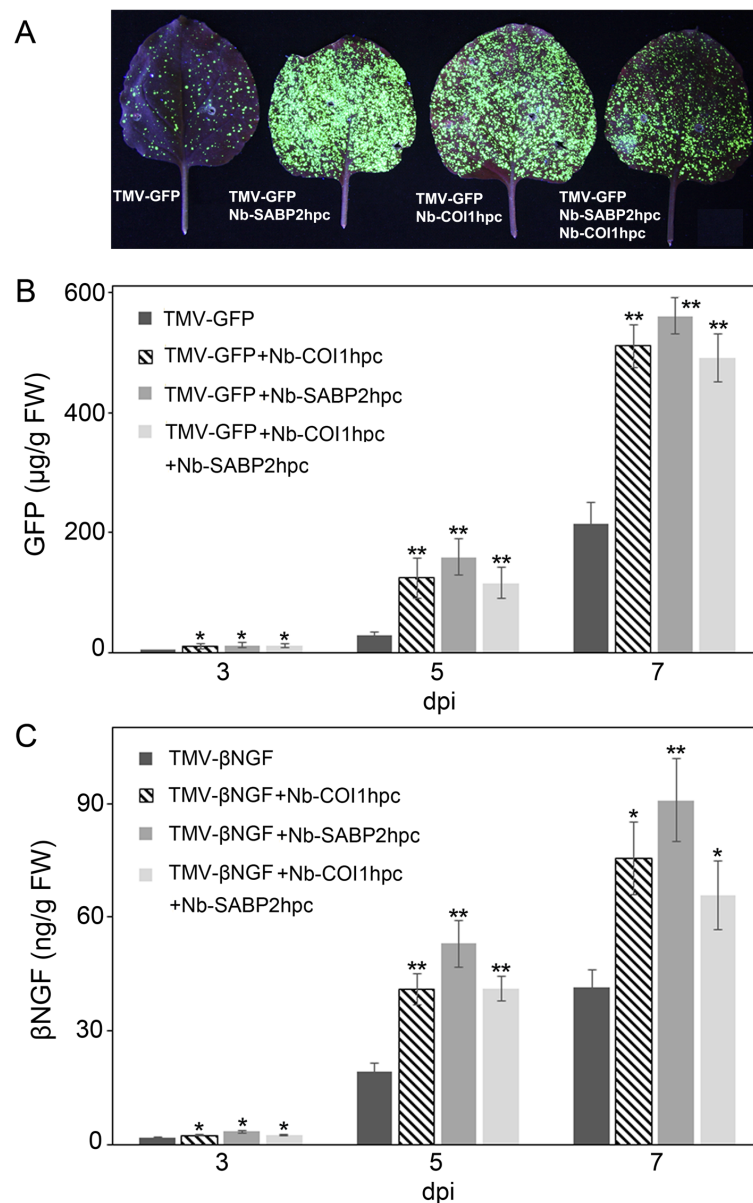 A
TMV-GFP
TMV-GFP
Nb-SABP2hpc
TMV-GFP
Nb-COI1hpc
TMV-GFP
Nb-SABP2hpc
Nb-COI1hpc
B
600
400
200
0
GFP (µg/g FW)
TMV-GFP
TMV-GFP+Nb-COI1hpc
TMV-GFP+Nb-SABP2hpc
TMV-GFP+Nb-COI1hpc
+Nb-SABP2hpc
* * *
** ** **
** ** **
3 5 7
dpi
C
90
60
30
0
βNGF (ng/g FW)
TMV-βNGF
TMV-βNGF+Nb-COI1hpc
TMV-βNGF+Nb-SABP2hpc
TMV-βNGF+Nb-COI1hpc
+Nb-SABP2hpc
* * *
** ** **
* ** *
3 5 7
dpi